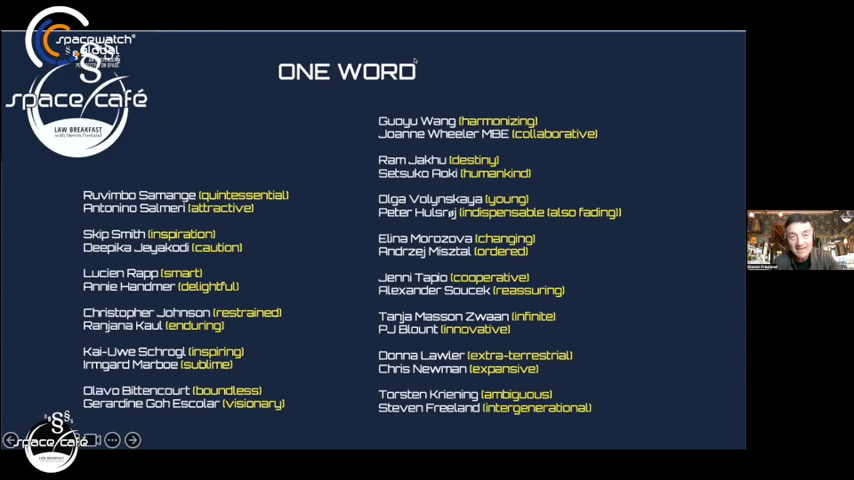 spacewatch®
global
space/café
LAW BREAKFAST
with Steven Freeland
ONE WORD
Ruvimbo Samange (quintessential)
Antonino Salmeri (attractive)
Skip Smith (inspiration)
Deepika Jeyakodi (caution)
Lucien Rapp (smart)
Annie Handmer (delightful)
Christopher Johnson (restrained)
Ranjana Kaul (enduring)
Kai-Uwe Schrogl (inspiring)
Irmgard Marboe (sublime)
Olavo Bittencourt (boundless)
Gerardine Goh Escolar (visionary)
Guoyu Wang (harmonizing)
Joanne Wheeler MBE (collaborative)
Ram Jakhu (destiny)
Setsuko Aoki (humankind)
Olga Volynskaya (young)
Peter Hulsrøj (indispensable (also fading))
Elina Morozova (changing)
Andrzej Misztal (ordered)
Jenni Tapio (cooperative)
Alexander Soucek (reassuring)
Tanja Masson Zwaan (infinite)
PJ Blount (innovative)
Donna Lawler (extra-terrestrial)
Chris Newman (expansive)
Torsten Kriening (ambiguous)
Steven Freeland (intergenerational)
space/café
LAW BREAKFAST
Steven Freeland